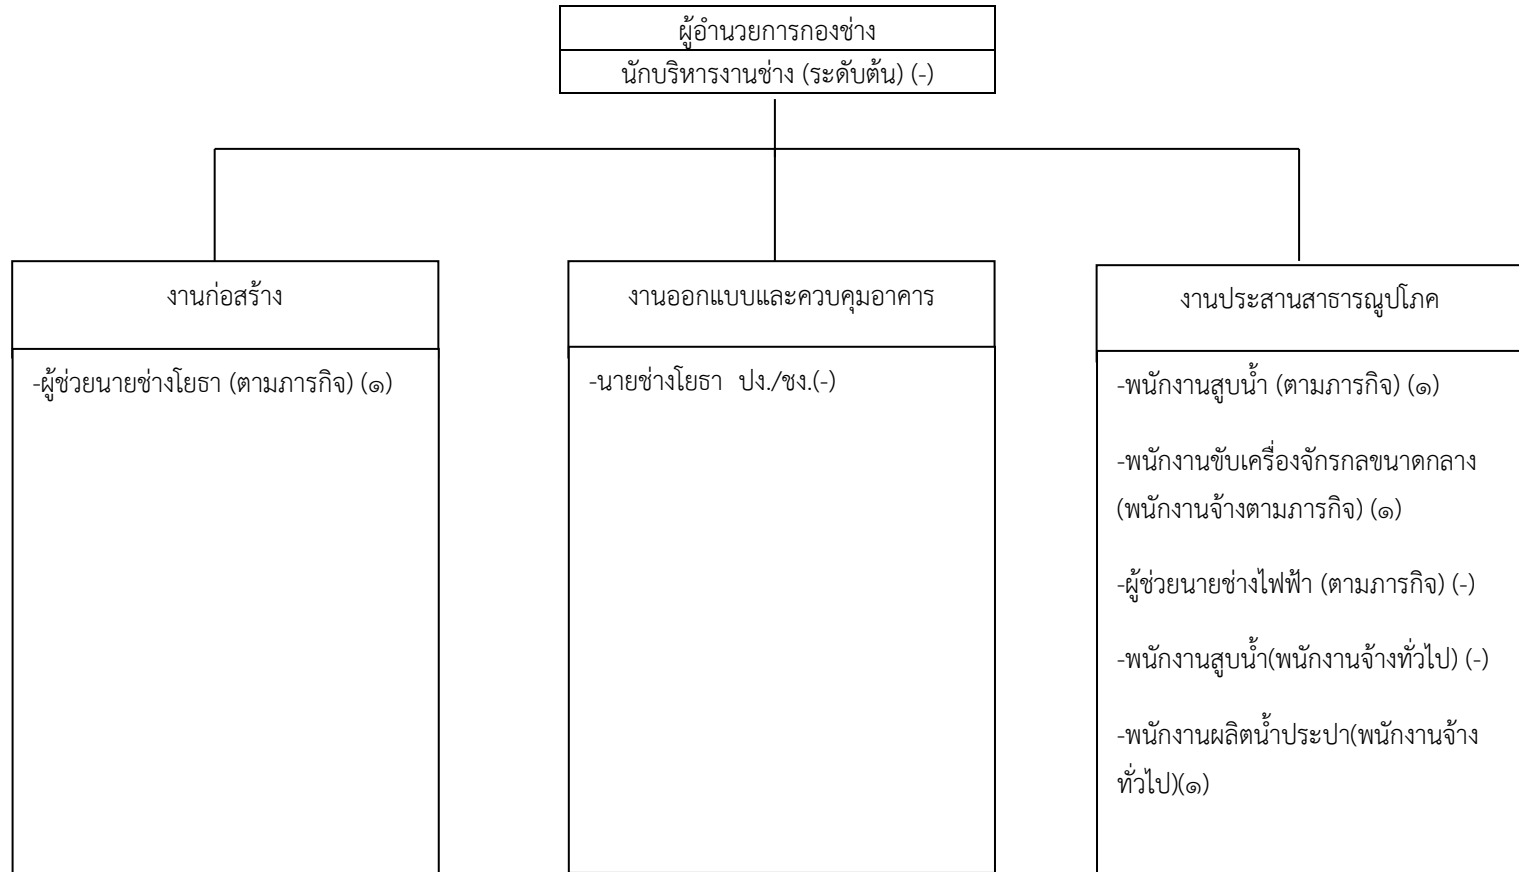 ผู้อำนวยการกองช่าง
นักบริหารงานช่าง (ระดับต้น) (-)
งานก่อสร้าง
-ผู้ช่วยนายช่างโยธา (ตามภารกิจ) (๑)
งานออกแบบและควบคุมอาคาร
-นายช่างโยธา ปง./ชง.(-)
งานประสานสาธารณูปโภค
-พนักงานสูบน้ำ (ตามภารกิจ) (๑)
-พนักงานขับเครื่องจักรกลขนาดกลาง
(พนักงานจ้างตามภารกิจ) (๑)
-ผู้ช่วยนายช่างไฟฟ้า (ตามภารกิจ) (-)
-พนักงานสูบน้ำ(พนักงานจ้างทั่วไป) (-)
-พนักงานผลิตน้ำประปา(พนักงานจ้าง
ทั่วไป)(๑)